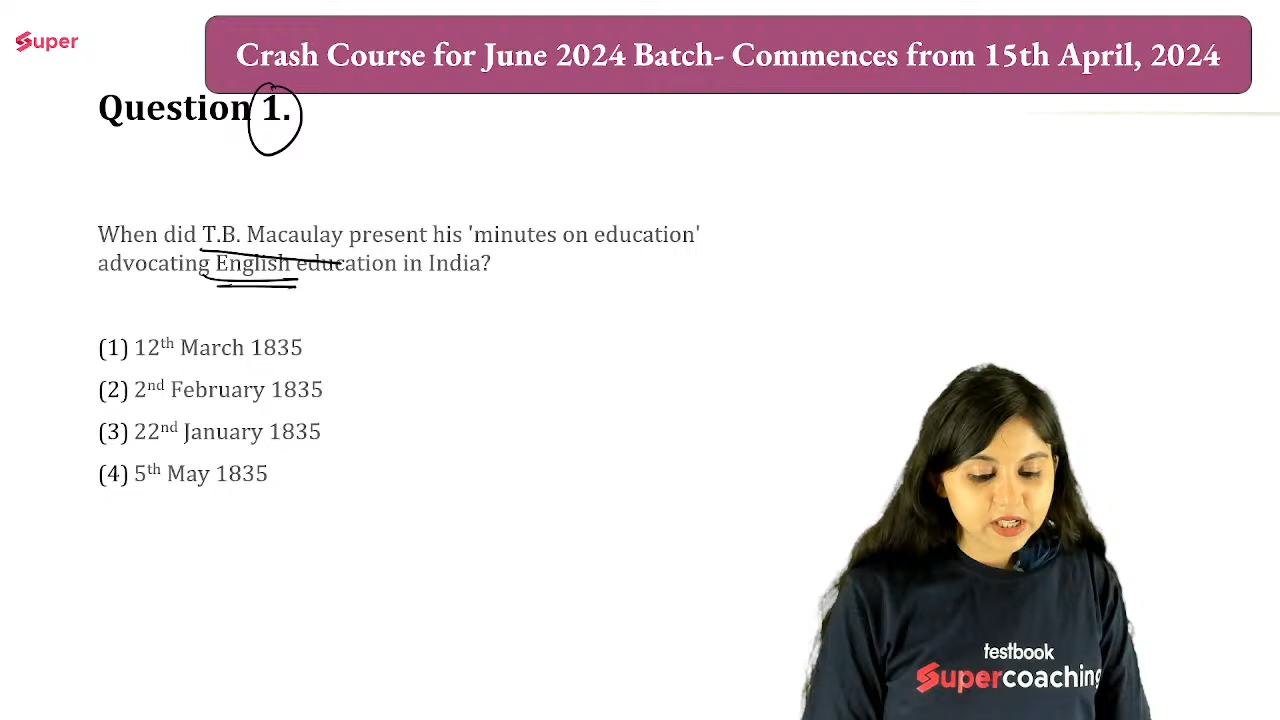 Super
Crash Course for June 2024 Batch- Commences from 15th April, 2024
Question 1.
When did T.B. Macaulay present his 'minutes on education'
advocating English education in India?
(1) 12th March 1835
(2) 2nd February 1835
(3) 22nd January 1835
(4) 5th May 1835
testbook
Supercoaching